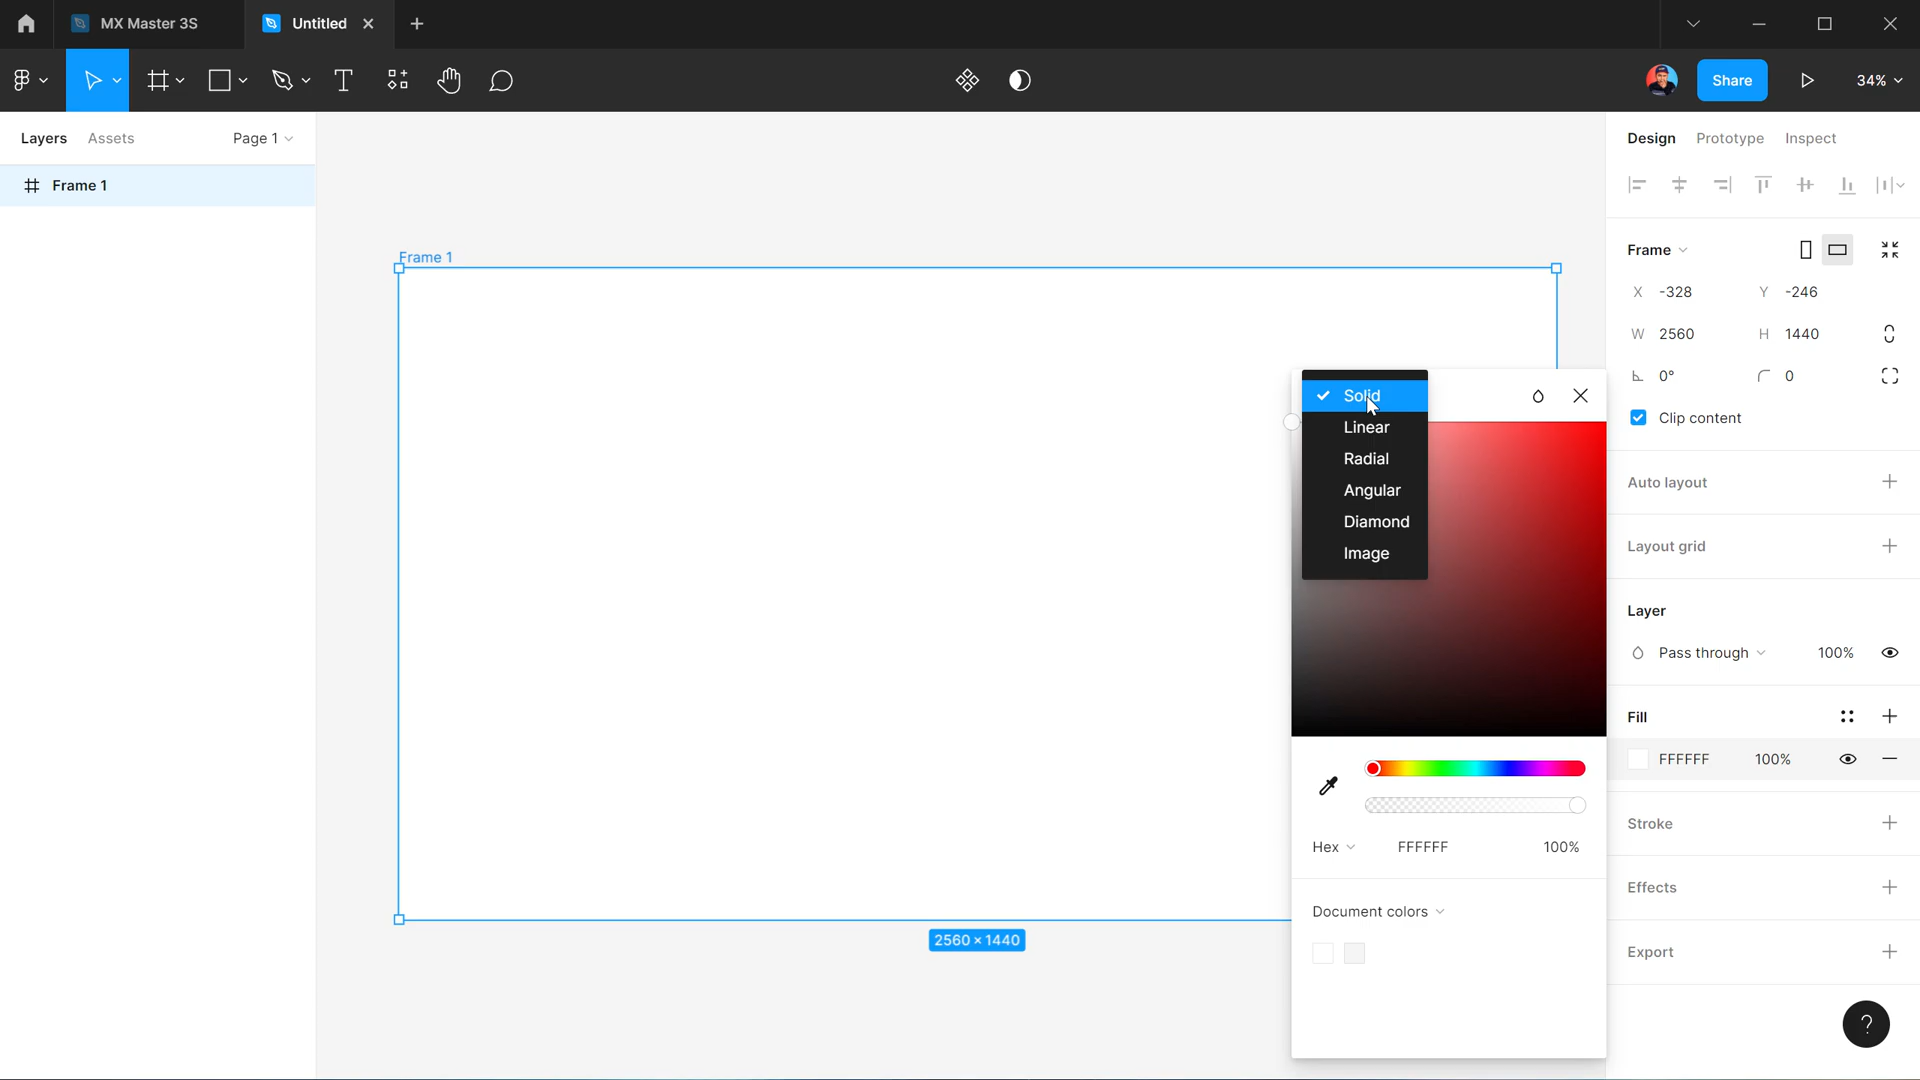 MX Master 3S
Untitled
Share
34%
Layers
Assets
Page 1
Frame 1
Frame 1
2560 × 1440
Solid
Linear
Radial
Angular
Diamond
Image
Hex
FFFFFF
100%
Document colors
Design
Prototype
Inspect
Frame
X -328
Y -246
W 2560
H 1440
0°
0
Clip content
Auto layout
Layout grid
Layer
Pass through
100%
Fill
FFFFFF
100%
Stroke
Effects
Export
?